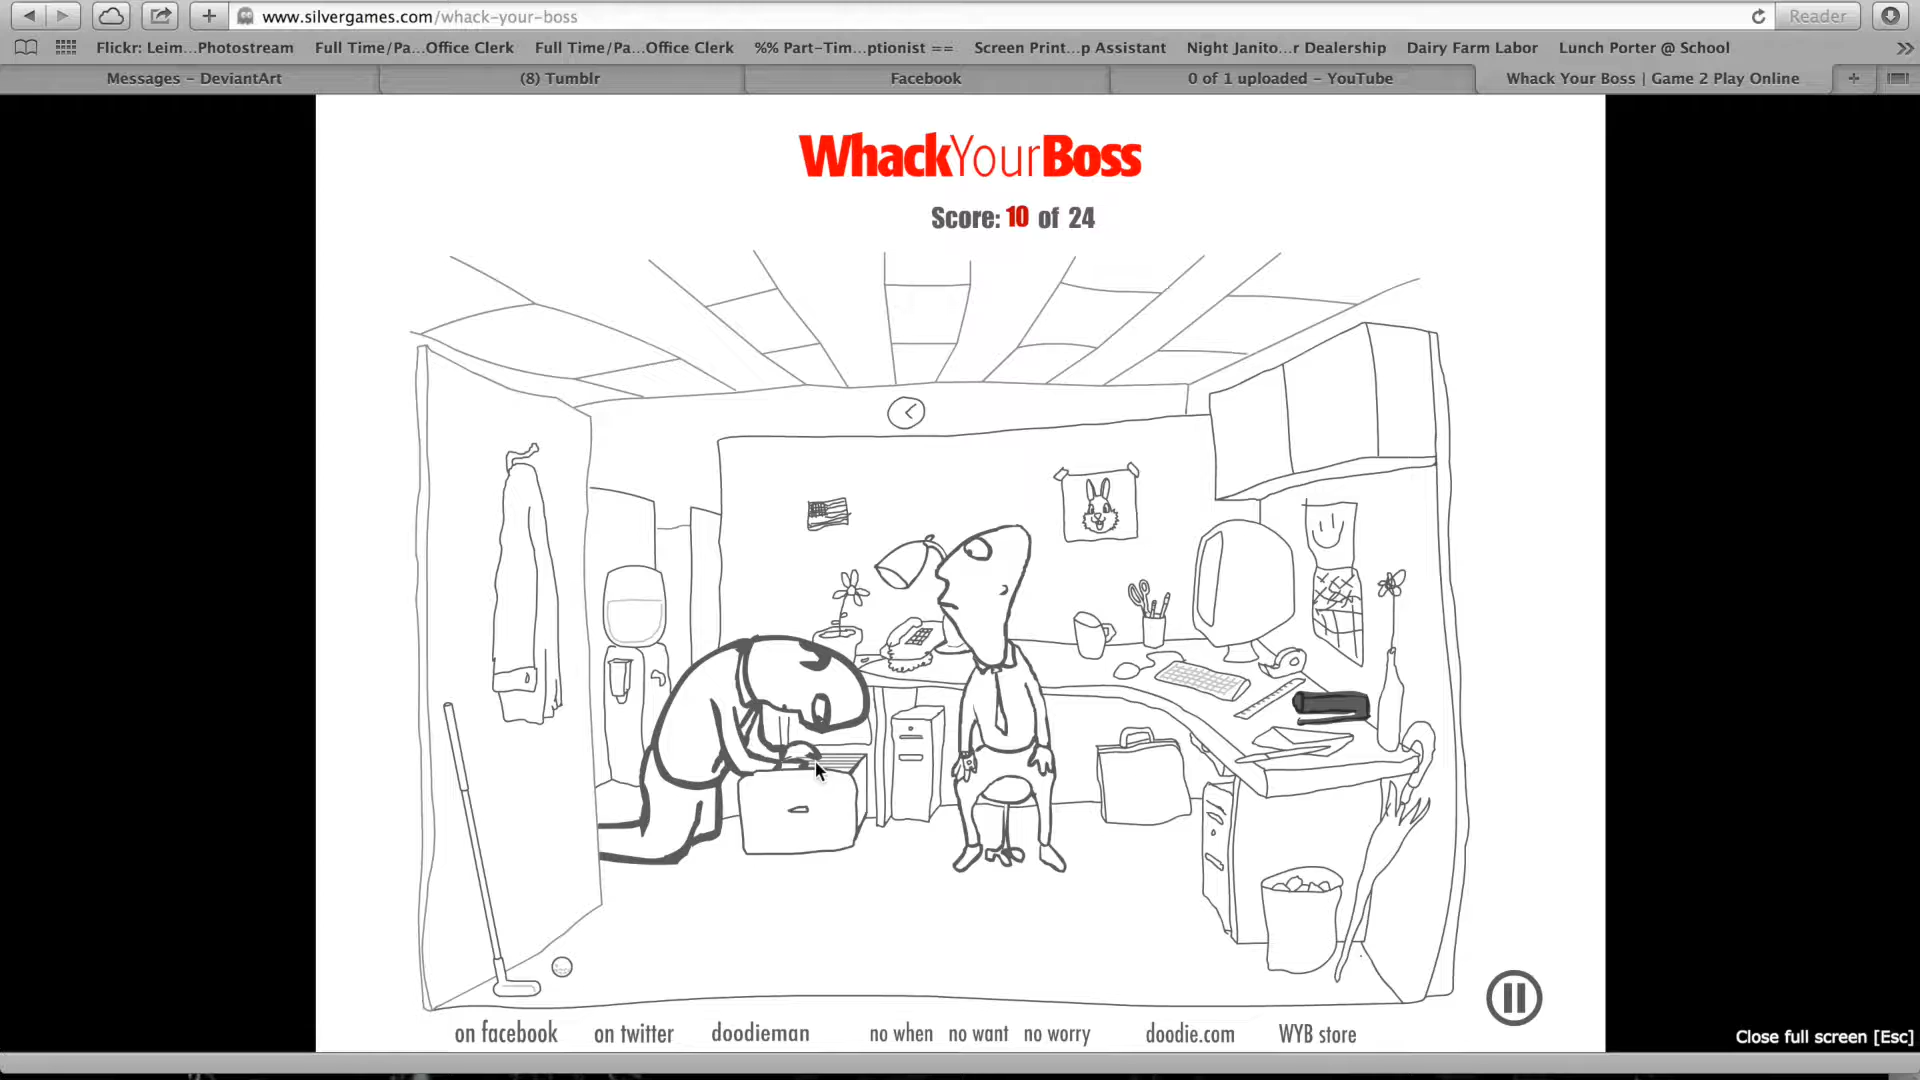 www.silvergames.com/whack-your-boss
Reader
Flickr: Leim...Photostream Full Time/Pa...Office Clerk Full Time/Pa...Office Clerk %% Part-Tim...ptionist == Screen Print...p Assistant Night Janito...r Dealership Dairy Farm Labor Lunch Porter @ School
Messages – DeviantArt (8) Tumblr Facebook 0 of 1 uploaded – YouTube Whack Your Boss | Game 2 Play Online
WhackYourBoss
Score: 10 of 24
on facebook on twitter doodieman no when no want no worry doodie.com WYB store
Close full screen [Esc]